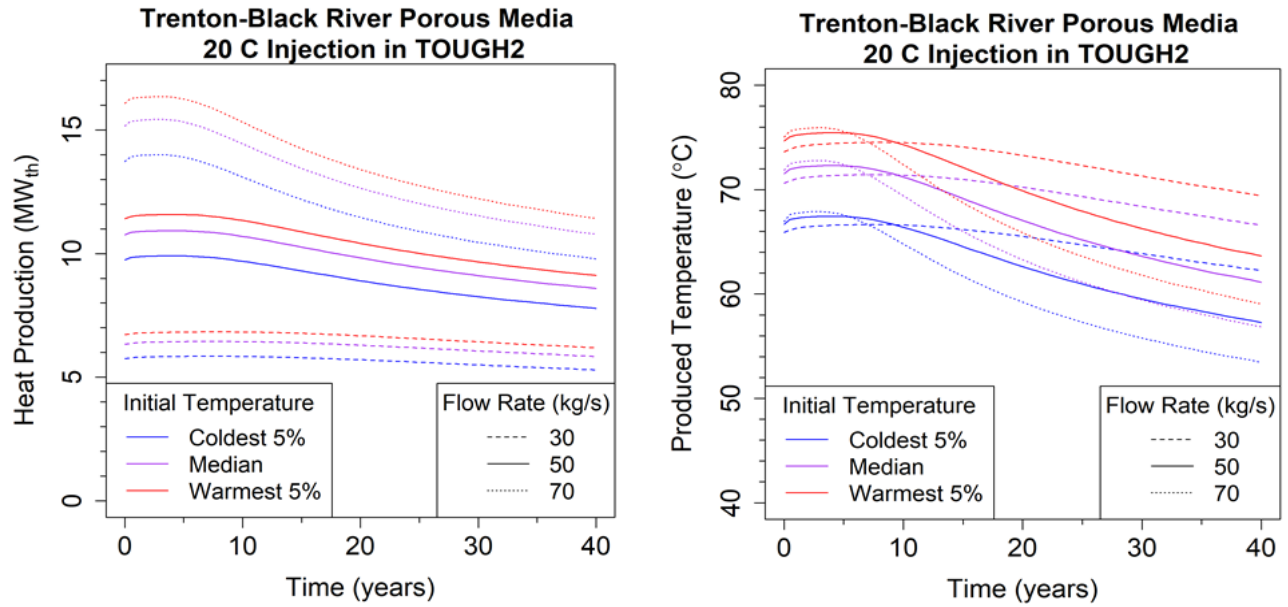 Trenton-Black River Porous Media
20 C Injection in TOUGH2
Heat Production (MWth)
15
10
5
0
Initial Temperature
Coldest 5%
Median
Warmest 5%
Flow Rate (kg/s)
30
50
70
0 10 20 30 40
Time (years)
Trenton-Black River Porous Media
20 C Injection in TOUGH2
Produced Temperature (°C)
80
70
60
50
40
Initial Temperature
Coldest 5%
Median
Warmest 5%
Flow Rate (kg/s)
30
50
70
0 10 20 30 40
Time (years)